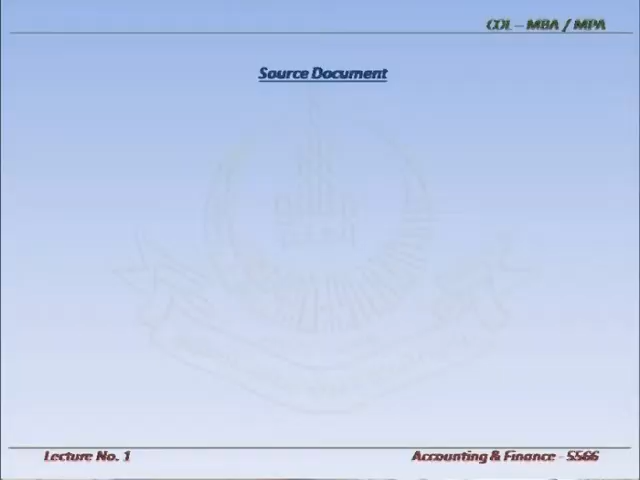 COL – MBA / MPA
Source Document
Lecture No. 1
Accounting & Finance - 5566